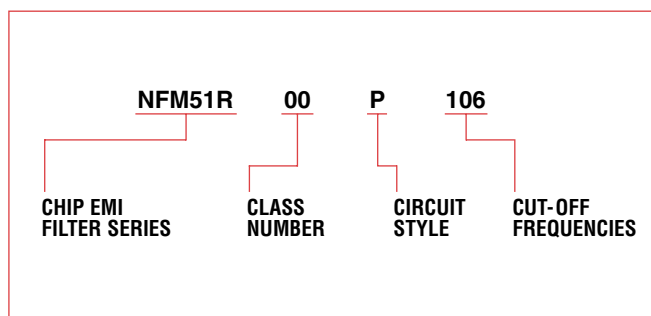 NFM51R 00 P 106
CHIP EMI
FILTER SERIES
CLASS
NUMBER
CIRCUIT
STYLE
CUT-OFF
FREQUENCIES